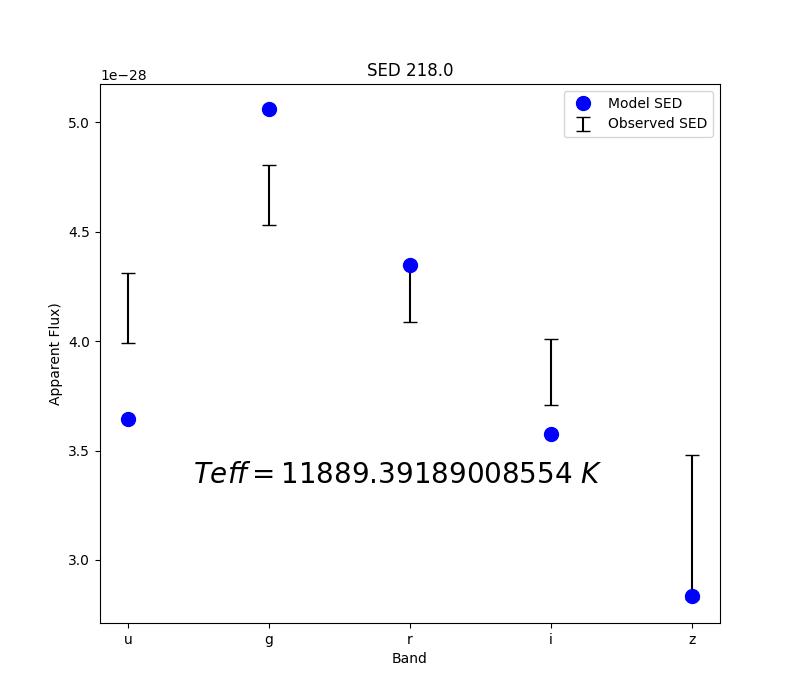 SED 218.0
1e−28
Model SED
Observed SED
5.0
4.5
4.0
3.5
3.0
Apparent Flux)
Teff = 11889.39189008554 K
u g r i z
Band